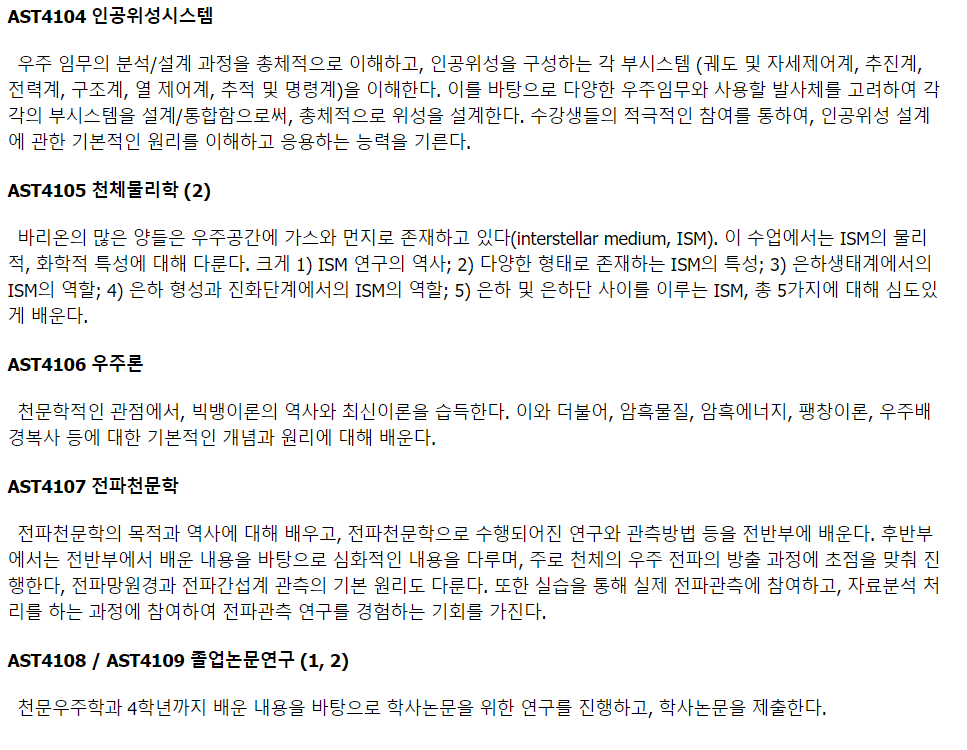 AST4104 인공위성시스템
우주 임무의 분석/설계 과정을 총체적으로 이해하고, 인공위성을 구성하는 각 부시스템 (궤도 및 자세제어계, 추진계,
전력계, 구조계, 열 제어계, 추적 및 명령계)을 이해한다. 이를 바탕으로 다양한 우주임무와 사용할 발사체를 고려하여 각
각의 부시스템을 설계/통합함으로써, 총체적으로 위성을 설계한다. 수강생들의 적극적인 참여를 통하여, 인공위성 설계
에 관한 기본적인 원리를 이해하고 응용하는 능력을 기른다.
AST4105 천체물리학 (2)
바리온의 많은 양들은 우주공간에 가스와 먼지로 존재하고 있다(interstellar medium, ISM). 이 수업에서는 ISM의 물리
적, 화학적 특성에 대해 다룬다. 크게 1) ISM 연구의 역사; 2) 다양한 형태로 존재하는 ISM의 특성; 3) 은하생태계에서의
ISM의 역할; 4) 은하 형성과 진화단계에서의 ISM의 역할; 5) 은하 및 은하단 사이를 이루는 ISM, 총 5가지에 대해 심도있
게 배운다.
AST4106 우주론
천문학적인 관점에서, 빅뱅이론의 역사와 최신이론을 습득한다. 이와 더불어, 암흑물질, 암흑에너지, 팽창이론, 우주배
경복사 등에 대한 기본적인 개념과 원리에 대해 배운다.
AST4107 전파천문학
전파천문학의 목적과 역사에 대해 배우고, 전파천문학으로 수행되어진 연구와 관측방법 등을 전반부에 배운다. 후반부
에서는 전반부에서 배운 내용을 바탕으로 심화적인 내용을 다루며, 주로 천체의 우주 전파의 방출 과정에 초점을 맞춰 진
행한다, 전파망원경과 전파간섭계 관측의 기본 원리도 다룬다. 또한 실습을 통해 실제 전파관측에 참여하고, 자료분석 처
리를 하는 과정에 참여하여 전파관측 연구를 경험하는 기회를 가진다.
AST4108 / AST4109 졸업논문연구 (1, 2)
천문우주학과 4학년까지 배운 내용을 바탕으로 학사논문을 위한 연구를 진행하고, 학사논문을 제출한다.